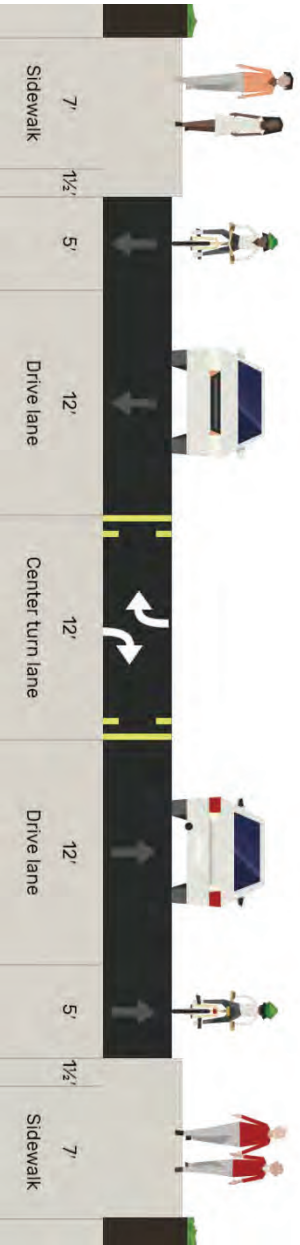 7'
Sidewalk
1½'
5'
12'
Drive lane
12'
Center turn lane
12'
Drive lane
5'
1½'
7'
Sidewalk